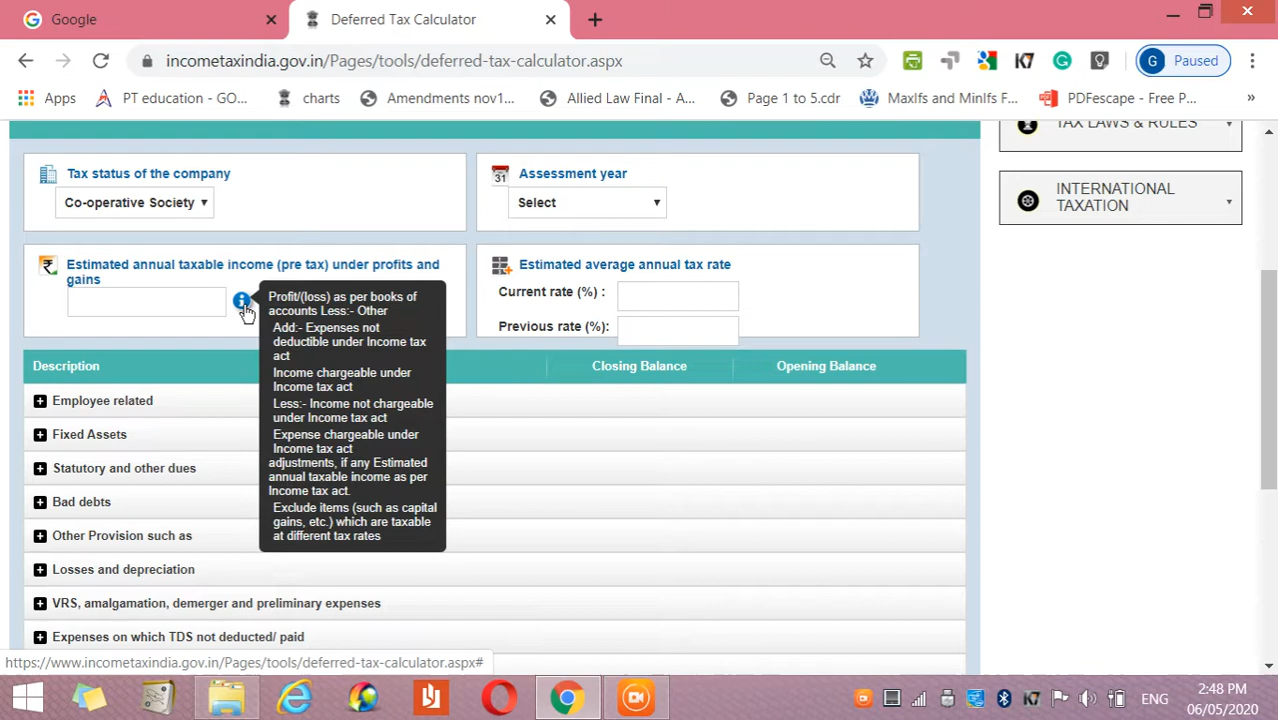 Google
Deferred Tax Calculator
incometaxindia.gov.in/Pages/tools/deferred-tax-calculator.aspx
G Paused
Apps
PT education - GO...
charts
Amendments nov1...
Allied Law Final - A...
Page 1 to 5.cdr
MaxIfs and MinIfs F...
PDFescape - Free P...
»
TAX LAWS & RULES
INTERNATIONAL
TAXATION
Tax status of the company
Co-operative Society
31
Assessment year
Select
Estimated annual taxable income (pre tax) under profits and
gains
Profit/(loss) as per books of
accounts Less:- Other
Add:- Expenses not
deductible under Income tax
act
Income chargeable under
Income tax act
Less:- Income not chargeable
under Income tax act
Expense chargeable under
Income tax act
adjustments, if any Estimated
annual taxable income as per
Income tax act.
Exclude items (such as capital
gains, etc.) which are taxable
at different tax rates
Estimated average annual tax rate
Current rate (%) :
Previous rate (%):
Description
Closing Balance
Opening Balance
Employee related
Fixed Assets
Statutory and other dues
Bad debts
Other Provision such as
Losses and depreciation
VRS, amalgamation, demerger and preliminary expenses
Expenses on which TDS not deducted/ paid
https://www.incometaxindia.gov.in/Pages/tools/deferred-tax-calculator.aspx#
ENG
2:48 PM
06/05/2020